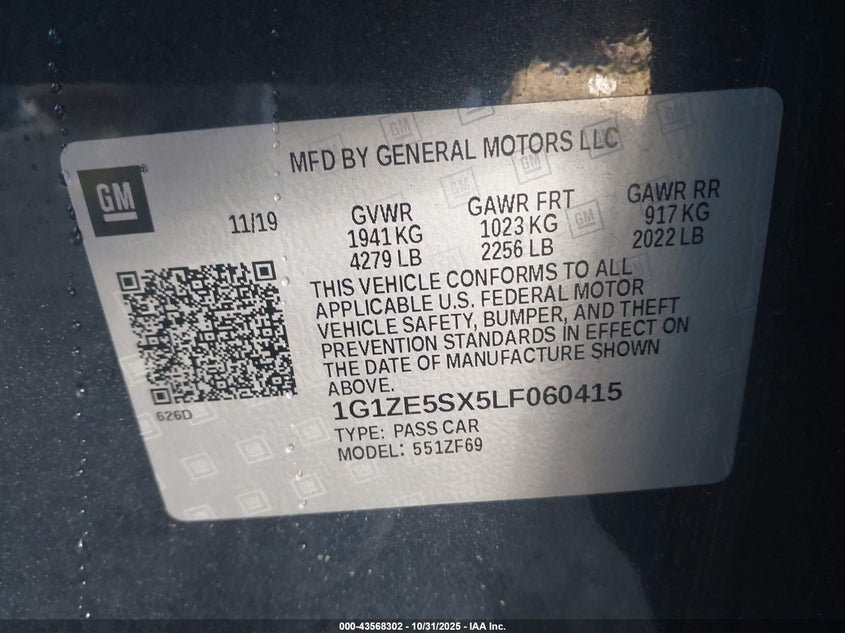 MFD BY GENERAL MOTORS LLC
GM
11/19
GVWR
1941 KG
4279 LB
GAWR FRT
1023 KG
2256 LB
GAWR RR
917 KG
2022 LB
THIS VEHICLE CONFORMS TO ALL
APPLICABLE U.S. FEDERAL MOTOR
VEHICLE SAFETY, BUMPER, AND THEFT
PREVENTION STANDARDS IN EFFECT ON
THE DATE OF MANUFACTURE SHOWN
ABOVE.
626D
1G1ZE5SX5LF060415
TYPE: PASS CAR
MODEL: 551ZF69
000-43568302 - 10/31/2025 - IAA Inc.